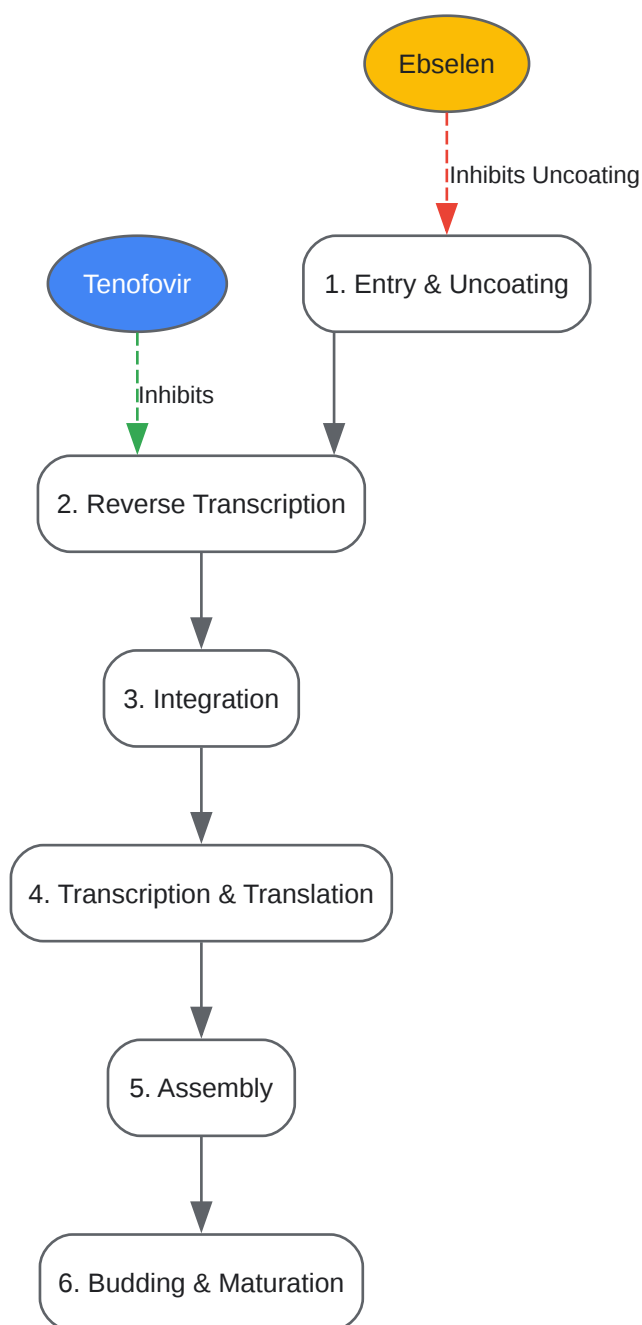 Ebselen
Inhibits Uncoating
Tenofovir
1. Entry & Uncoating
Inhibits
2. Reverse Transcription
3. Integration
4. Transcription & Translation
5. Assembly
6. Budding & Maturation